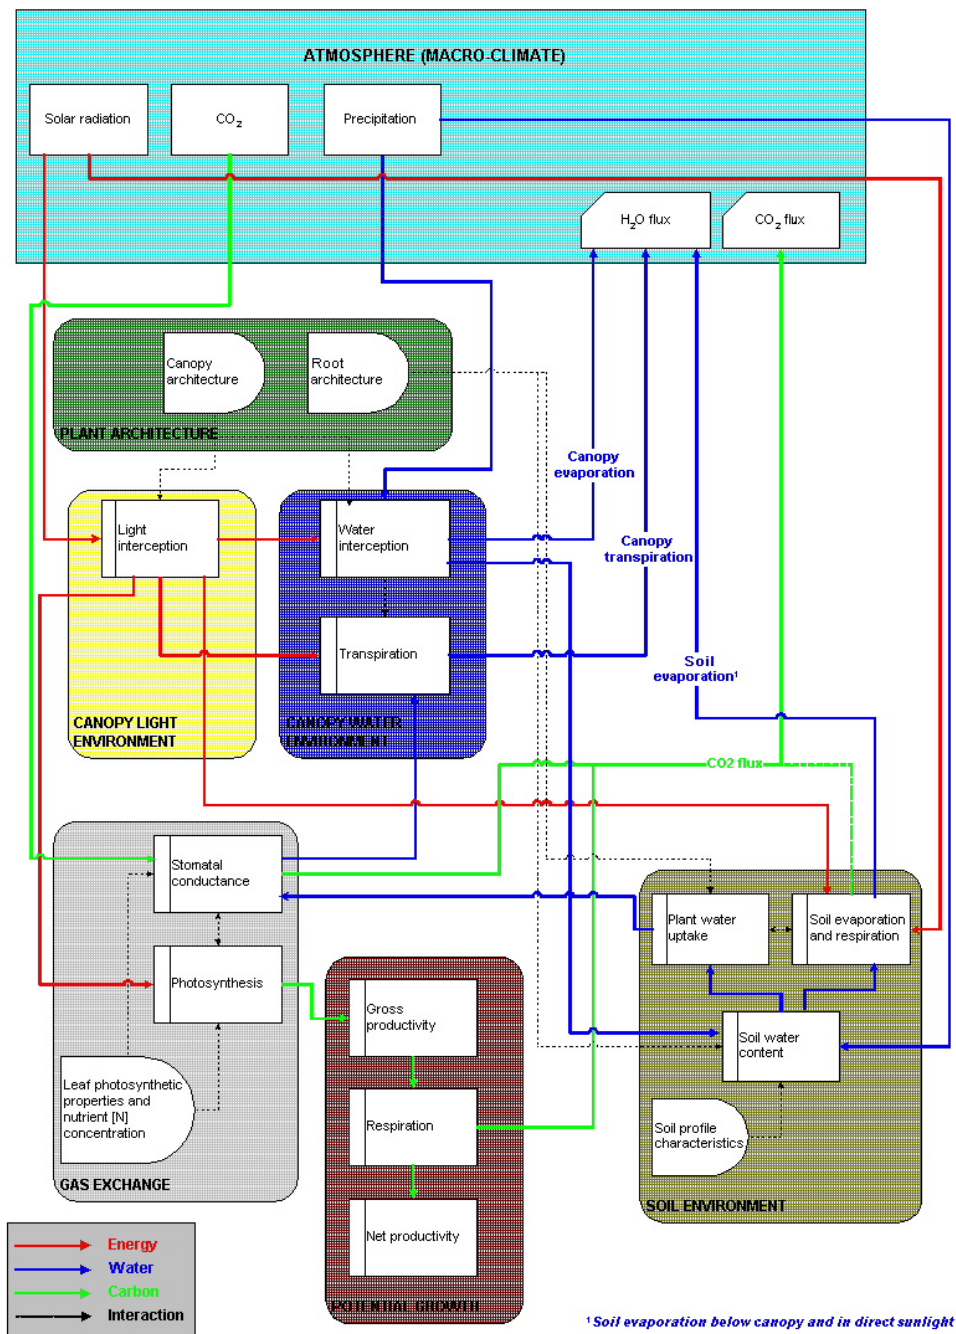 ATMOSPHERE (MACRO-CLIMATE)
Solar radiation
CO2
Precipitation
H2O flux
CO2 flux
Canopy
architecture
Root
architecture
PLANT ARCHITECTURE
Canopy
evaporation
Light
interception
Water
interception
Canopy
transpiration
Transpiration
Soil
evaporation¹
CANOPY LIGHT
ENVIRONMENT
CANOPY WATER
ENVIRONMENT
CO2 flux
Stomatal
conductance
Plant water
uptake
Soil evaporation
and respiration
Photosynthesis
Gross
productivity
Soil water
content
Leaf photosynthetic
properties and
nutrient [N]
concentration
Respiration
Soil profile
characteristics
GAS EXCHANGE
SOIL ENVIRONMENT
Net productivity
POTENTIAL GROWTH
Energy
Water
Carbon
Interaction
¹ Soil evaporation below canopy and in direct sunlight